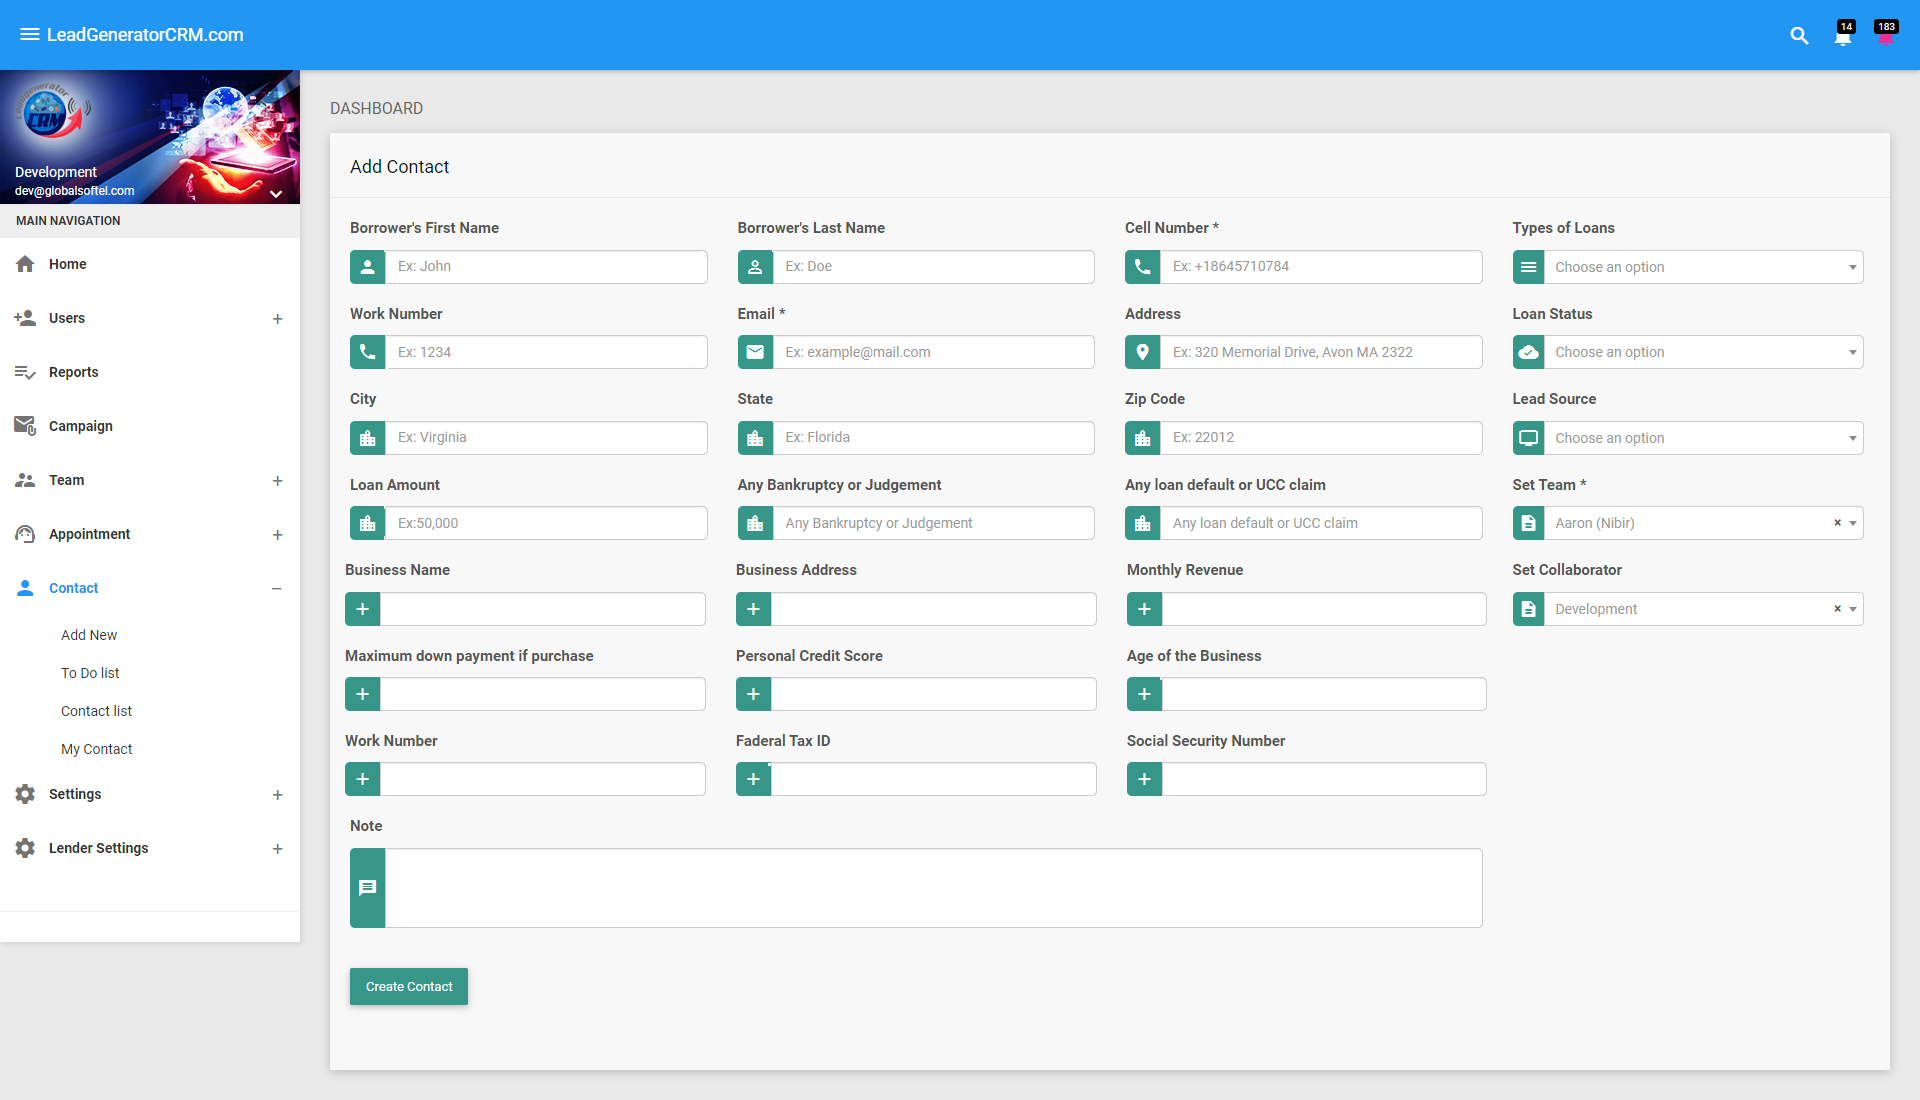 LeadGeneratorCRM.com
14
183
Leadgenerator
CRM
Development
dev@globalsoftel.com
MAIN NAVIGATION
Home
Users
Reports
Campaign
Team
Appointment
Contact
Add New
To Do list
Contact list
My Contact
Settings
Lender Settings
DASHBOARD
Add Contact
Borrower's First Name
Borrower's Last Name
Cell Number *
Types of Loans
Ex: John
Ex: Doe
Ex: +18645710784
Choose an option
Work Number
Email *
Address
Loan Status
Ex: 1234
Ex: example@mail.com
Ex: 320 Memorial Drive, Avon MA 2322
Choose an option
City
State
Zip Code
Lead Source
Ex: Virginia
Ex: Florida
Ex: 22012
Choose an option
Loan Amount
Any Bankruptcy or Judgement
Any loan default or UCC claim
Set Team *
Ex:50,000
Any Bankruptcy or Judgement
Any loan default or UCC claim
Aaron (Nibir) ×
Business Name
Business Address
Monthly Revenue
Set Collaborator
Development ×
Maximum down payment if purchase
Personal Credit Score
Age of the Business
Work Number
Faderal Tax ID
Social Security Number
Note
Create Contact